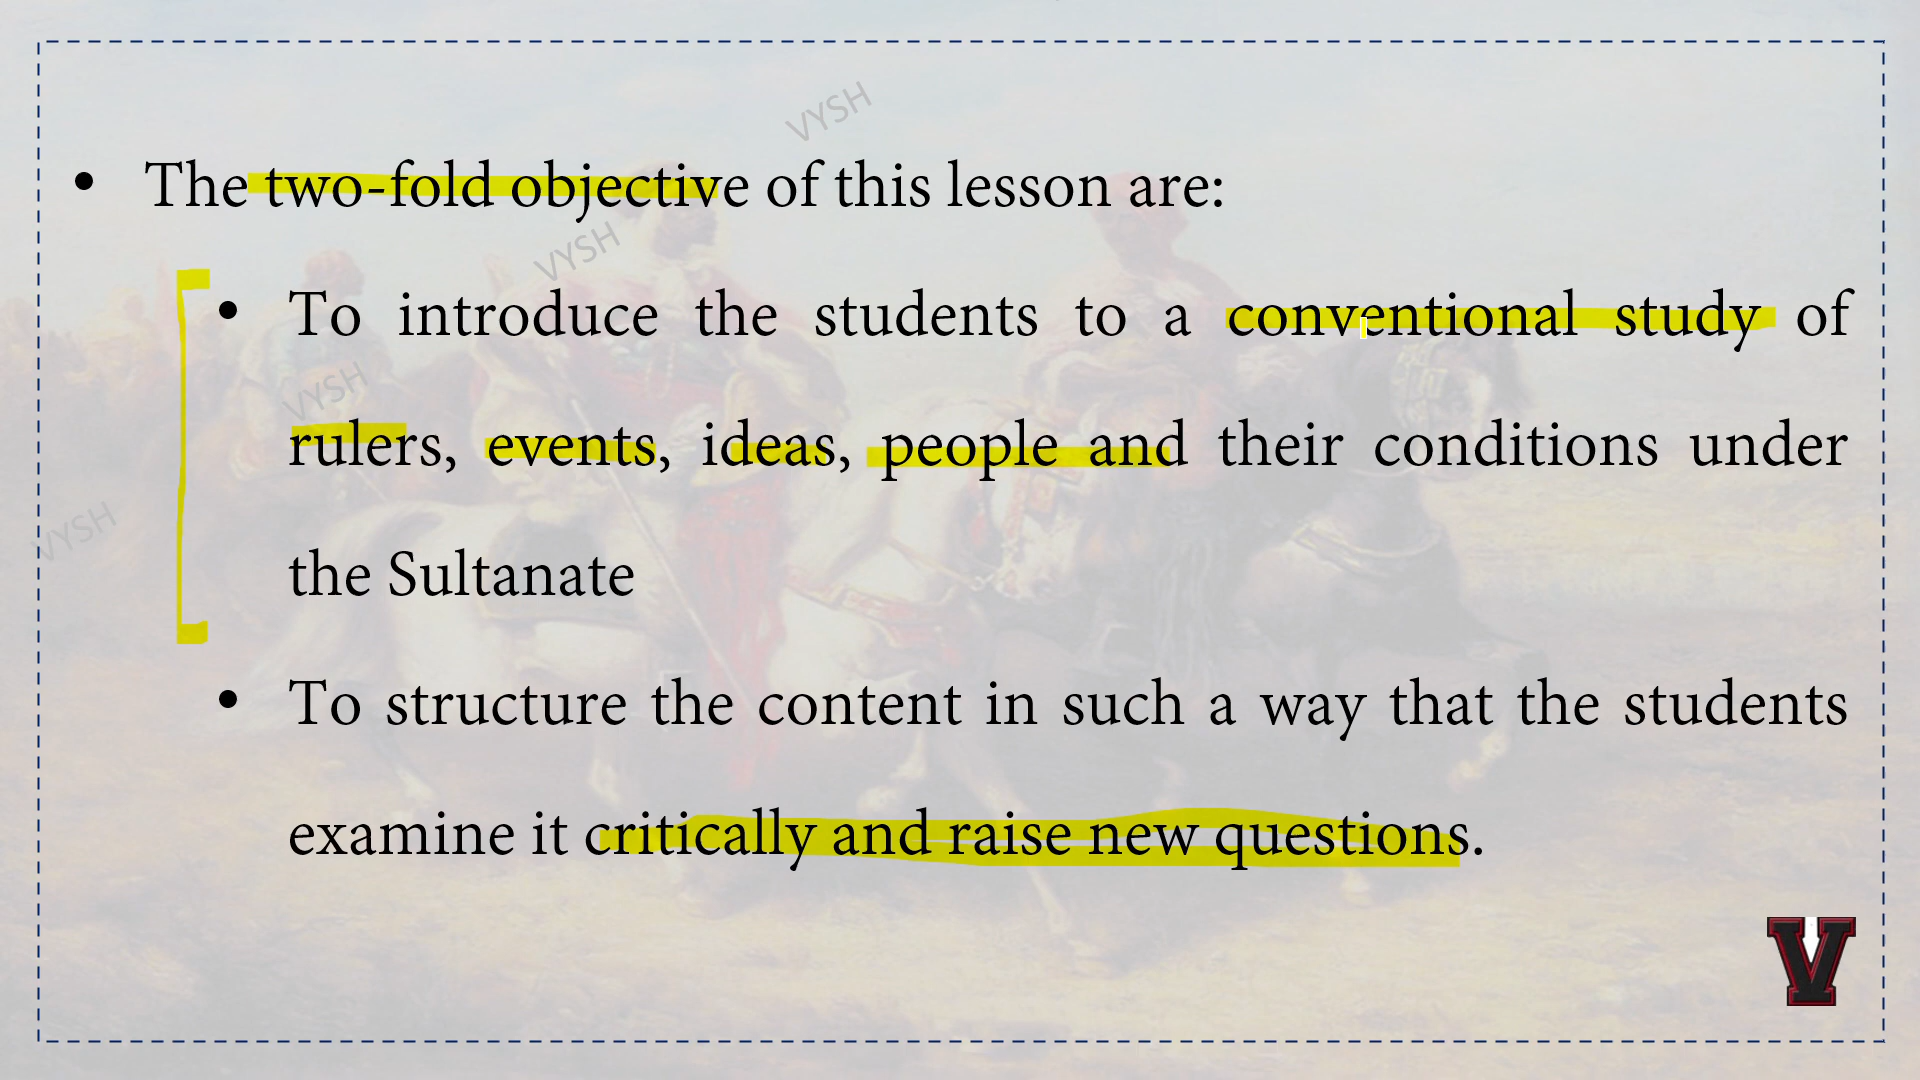 VYSH
• The two-fold objective of this lesson are:
VYSH
• To introduce the students to a conventional study of
VYSH
rulers, events, ideas, people and their conditions under
VYSH
the Sultanate
• To structure the content in such a way that the students
examine it critically and raise new questions.
V